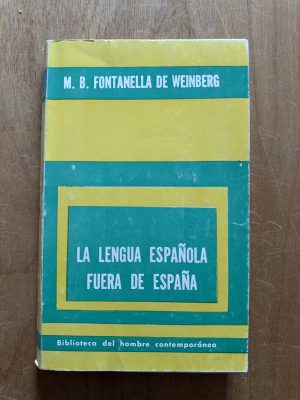 M. B. FONTANELLA DE WEINBERG
LA LENGUA ESPAÑOLA
FUERA DE ESPAÑA
Biblioteca del hombre contemporáneo